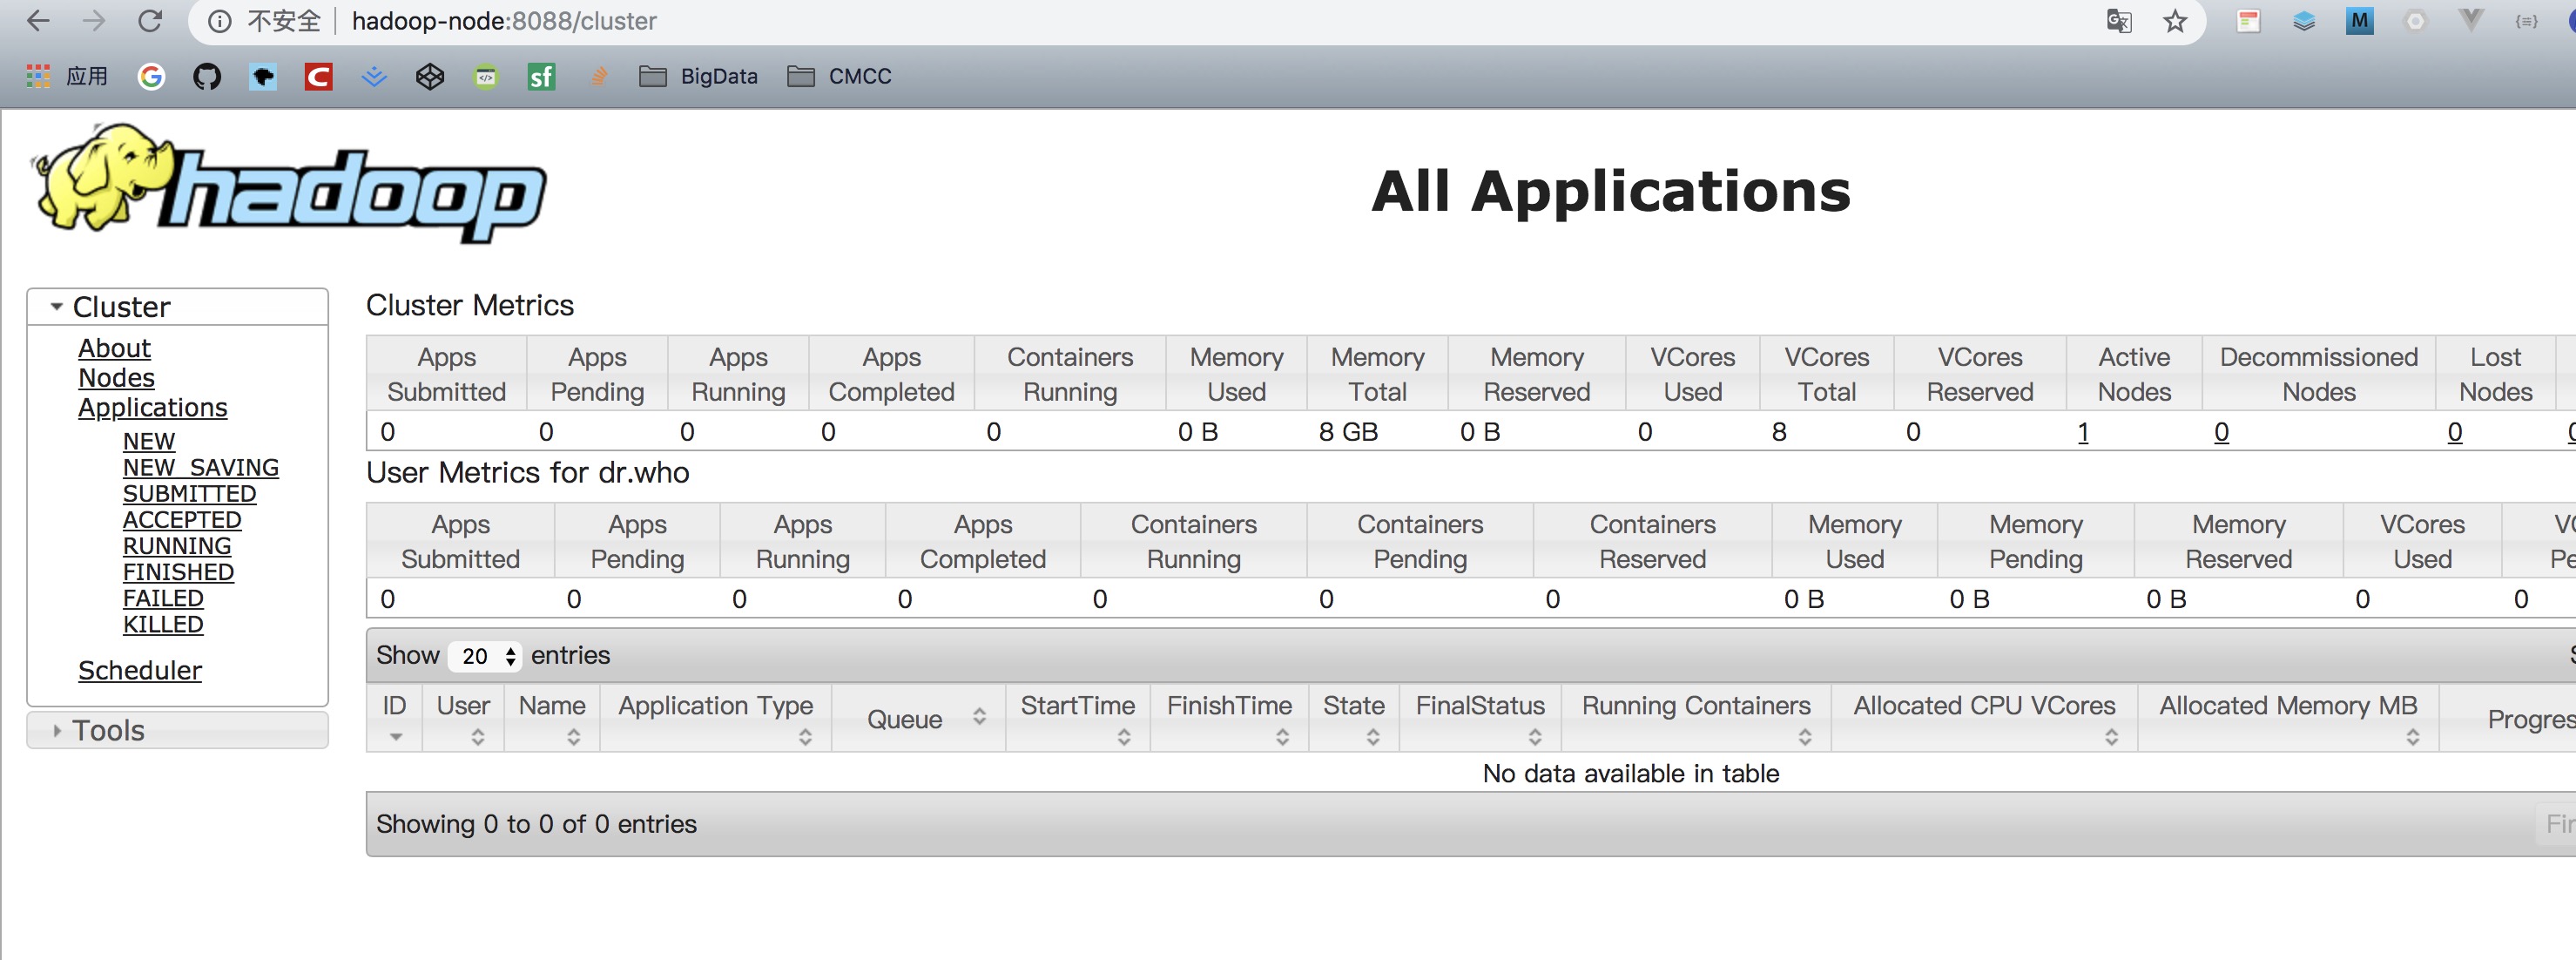 不安全 hadoop-node:8088/cluster
M
{≡}
应用 G C </> sf BigData CMCC
hadoop
All Applications
Cluster
About
Nodes
Applications
NEW
NEW_SAVING
SUBMITTED
ACCEPTED
RUNNING
FINISHED
FAILED
KILLED
Scheduler
Tools
Cluster Metrics
Apps Submitted Apps Pending Apps Running Apps Completed Containers Running Memory Used Memory Total Memory Reserved VCores Used VCores Total VCores Reserved Active Nodes Decommissioned Nodes Lost Nodes
0 0 0 0 0 0 B 8 GB 0 B 0 8 0 1 0 0 0
User Metrics for dr.who
Apps Submitted Apps Pending Apps Running Apps Completed Containers Running Containers Pending Containers Reserved Memory Used Memory Pending Memory Reserved VCores Used
0 0 0 0 0 0 0 0 B 0 B 0 B 0 0
Show 20 entries
ID User Name Application Type Queue StartTime FinishTime State FinalStatus Running Containers Allocated CPU VCores Allocated Memory MB Progres
No data available in table
Showing 0 to 0 of 0 entries